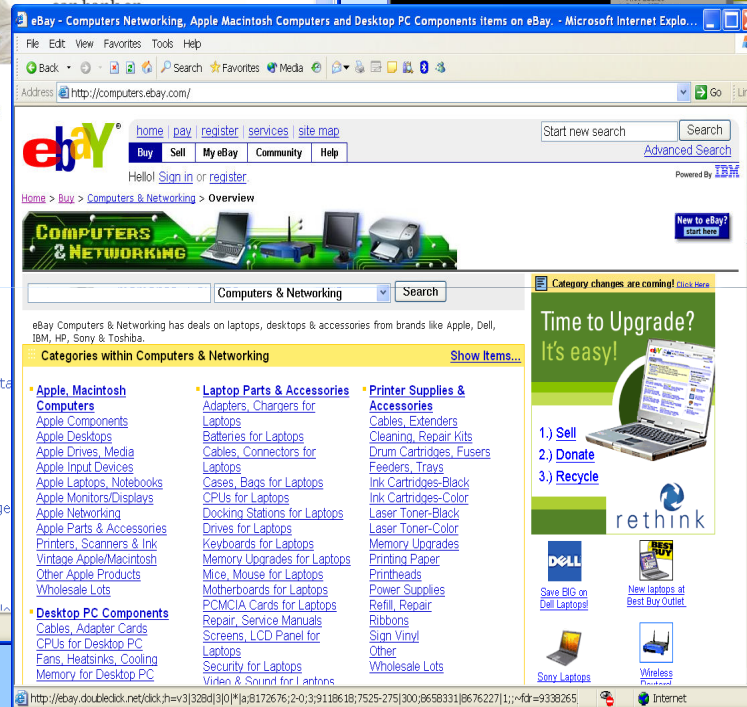 eBay - Computers Networking, Apple Macintosh Computers and Desktop PC Components items on eBay. - Microsoft Internet Explo...
File Edit View Favorites Tools Help
Back Search Favorites Media
Address http://computers.ebay.com/ Go
ebaY® home | pay | register | services | site map
Start new search Search
Buy Sell My eBay Community Help
Advanced Search
Hello! Sign in or register.
Powered By IBM
Home > Buy > Computers & Networking > Overview
COMPUTERS
& NETWORKING
New to eBay?
start here
Computers & Networking Search
Category changes are coming! Click Here
eBay Computers & Networking has deals on laptops, desktops & accessories from brands like Apple, Dell,
IBM, HP, Sony & Toshiba.
Categories within Computers & Networking Show Items...
Apple, Macintosh
Computers
Apple Components
Apple Desktops
Apple Drives, Media
Apple Input Devices
Apple Laptops, Notebooks
Apple Monitors/Displays
Apple Networking
Apple Parts & Accessories
Printers, Scanners & Ink
Vintage Apple/Macintosh
Other Apple Products
Wholesale Lots
Desktop PC Components
Cables, Adapter Cards
CPUs for Desktop PC
Fans, Heatsinks, Cooling
Memory for Desktop PC
Laptop Parts & Accessories
Adapters, Chargers for
Laptops
Batteries for Laptops
Cables, Connectors for
Laptops
Cases, Bags for Laptops
CPUs for Laptops
Docking Stations for Laptops
Drives for Laptops
Keyboards for Laptops
Memory Upgrades for Laptops
Mice, Mouse for Laptops
Motherboards for Laptops
PCMCIA Cards for Laptops
Repair, Service Manuals
Screens, LCD Panel for
Laptops
Security for Laptops
Video & Sound for Laptops
Printer Supplies &
Accessories
Cables, Extenders
Cleaning, Repair Kits
Drum Cartridges, Fusers
Feeders, Trays
Ink Cartridges-Black
Ink Cartridges-Color
Laser Toner-Black
Laser Toner-Color
Memory Upgrades
Printing Paper
Printheads
Power Supplies
Refill, Repair
Ribbons
Sign Vinyl
Other
Wholesale Lots
Time to Upgrade?
It's easy!
1.) Sell
2.) Donate
3.) Recycle
rethink
DELL
Save BIG on
Dell Laptops!
BEST
BUY
New laptops at
Best Buy Outlet
Sony Laptops
Wireless
Routers!
http://ebay.doubleclick.net/click;h=v3|328d|3|0|*|a;8172676;2-0;3;9118618;7525-275|300;8658331|8676227|1;;~fdr=9338265
Internet